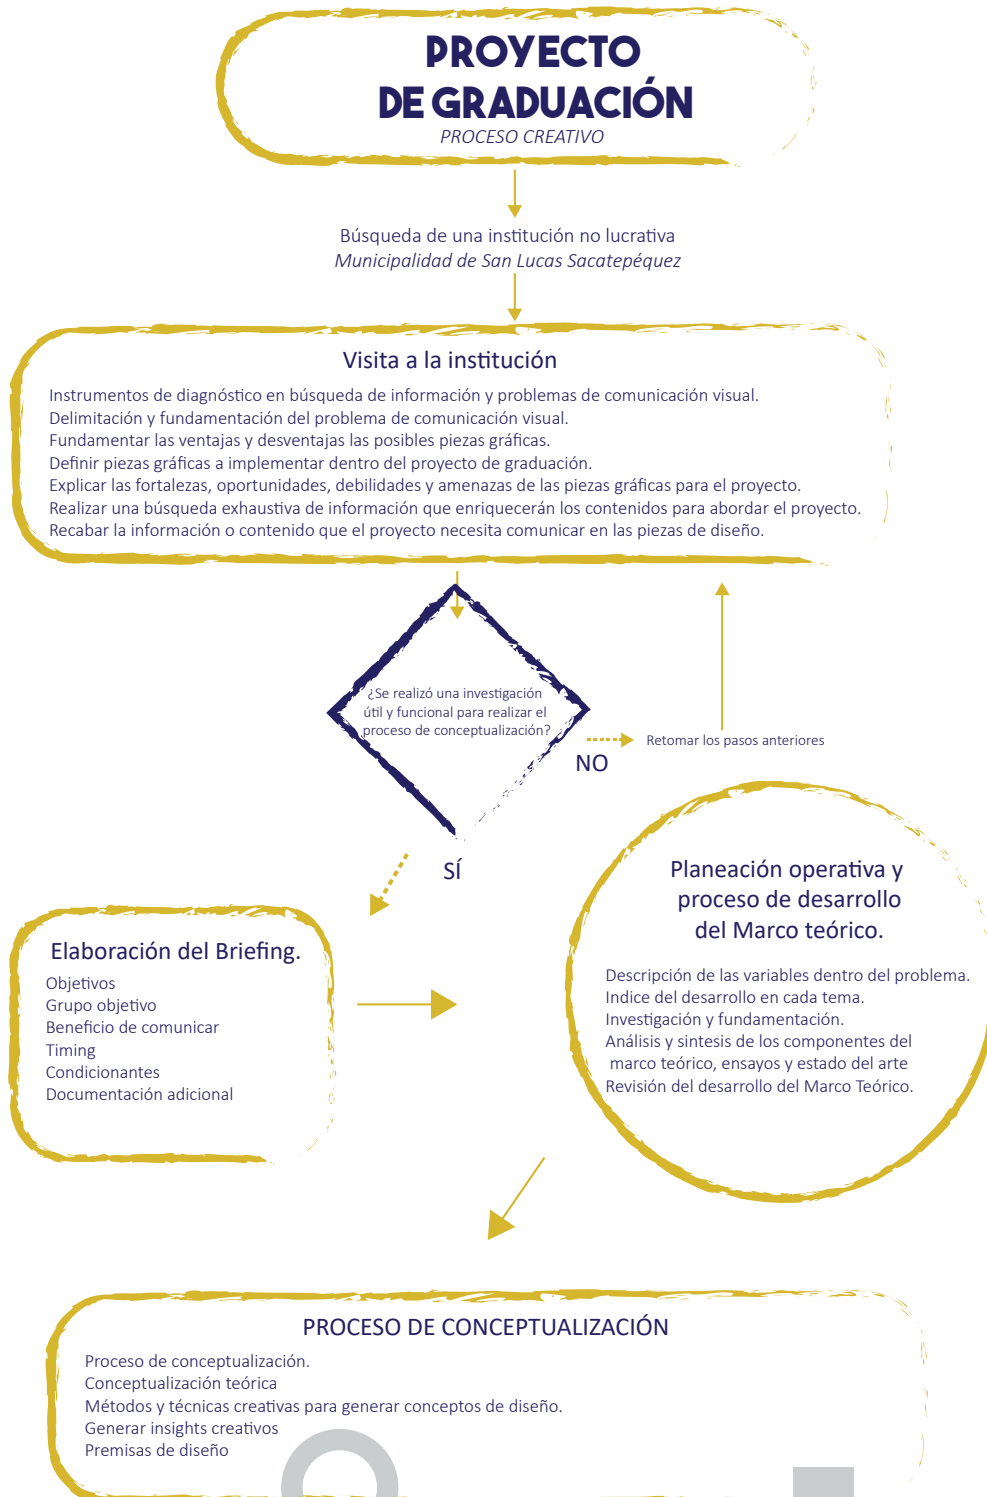 PROYECTO
DE GRADUACIÓN
PROCESO CREATIVO
Búsqueda de una institución no lucrativa
Municipalidad de San Lucas Sacatepéquez
Visita a la institución
Instrumentos de diagnóstico en búsqueda de información y problemas de comunicación visual.
Delimitación y fundamentación del problema de comunicación visual.
Fundamentar las ventajas y desventajas las posibles piezas gráficas.
Definir piezas gráficas a implementar dentro del proyecto de graduación.
Explicar las fortalezas, oportunidades, debilidades y amenazas de las piezas gráficas para el proyecto.
Realizar una búsqueda exhaustiva de información que enriquecerán los contenidos para abordar el proyecto.
Recabar la información o contenido que el proyecto necesita comunicar en las piezas de diseño.
¿Se realizó una investigación
útil y funcional para realizar el
proceso de conceptualización?
NO
Retomar los pasos anteriores
SÍ
Elaboración del Briefing.
Objetivos
Grupo objetivo
Beneficio de comunicar
Timing
Condicionantes
Documentación adicional
Planeación operativa y
proceso de desarrollo
del Marco teórico.
Descripción de las variables dentro del problema.
Indice del desarrollo en cada tema.
Investigación y fundamentación.
Análisis y sintesis de los componentes del
marco teórico, ensayos y estado del arte
Revisión del desarrollo del Marco Teórico.
PROCESO DE CONCEPTUALIZACIÓN
Proceso de conceptualización.
Conceptualización teórica
Métodos y técnicas creativas para generar conceptos de diseño.
Generar insights creativos
Premisas de diseño